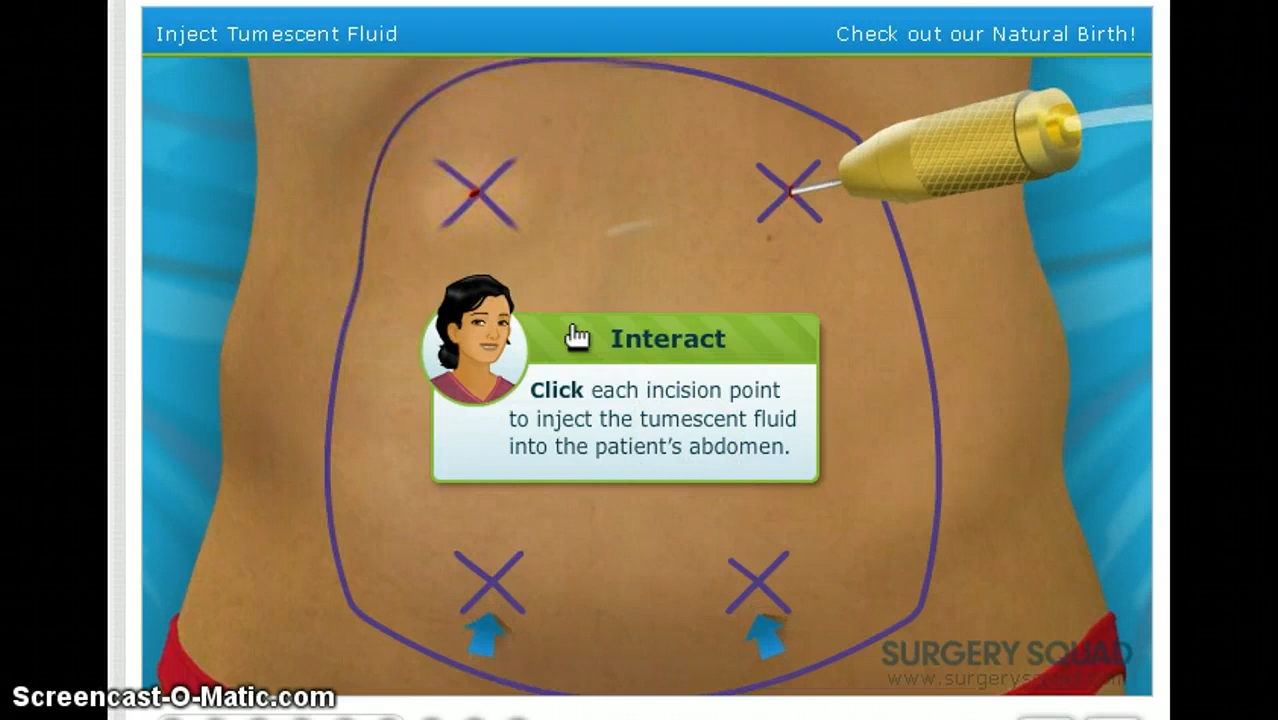 Inject Tumescent Fluid
Check out our Natural Birth!
Interact
Click each incision point
to inject the tumescent fluid
into the patient's abdomen.
SURGERY SQUAD
Screencast-O-Matic.com